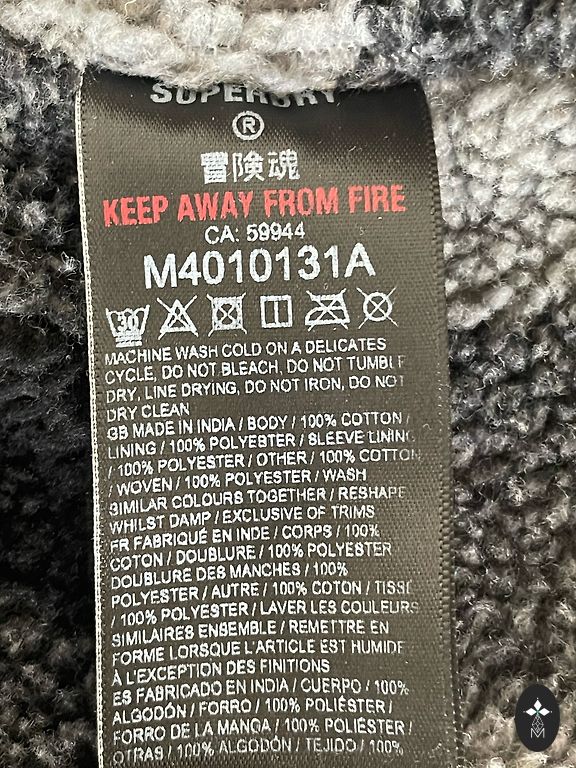 SUPERDRY
®
冒険魂
KEEP AWAY FROM FIRE
CA: 59944
M4010131A
30
MACHINE WASH COLD ON A DELICATES
CYCLE, DO NOT BLEACH, DO NOT TUMBLE
DRY, LINE DRYING, DO NOT IRON, DO NOT
DRY CLEAN
GB MADE IN INDIA / BODY / 100% COTTON /
LINING / 100% POLYESTER / SLEEVE LINING
/ 100% POLYESTER / OTHER / 100% COTTON
/ WOVEN / 100% POLYESTER / WASH
SIMILAR COLOURS TOGETHER / RESHAPE
WHILST DAMP / EXCLUSIVE OF TRIMS
FR FABRIQUÉ EN INDE / CORPS / 100%
COTON / DOUBLURE / 100% POLYESTER
DOUBLURE DES MANCHES / 100%
POLYESTER / AUTRE / 100% COTON / TISSÉ
/ 100% POLYESTER / LAVER LES COULEURS
SIMILAIRES ENSEMBLE / REMETTRE EN
FORME LORSQUE L'ARTICLE EST HUMIDE
À L'EXCEPTION DES FINITIONS
ES FABRICADO EN INDIA / CUERPO / 100%
ALGODÓN / FORRO / 100% POLIÉSTER /
FORRO DE LA MANGA / 100% POLIÉSTER /
OTRAS / 100% ALGODÓN / TEJIDO / 100%
M